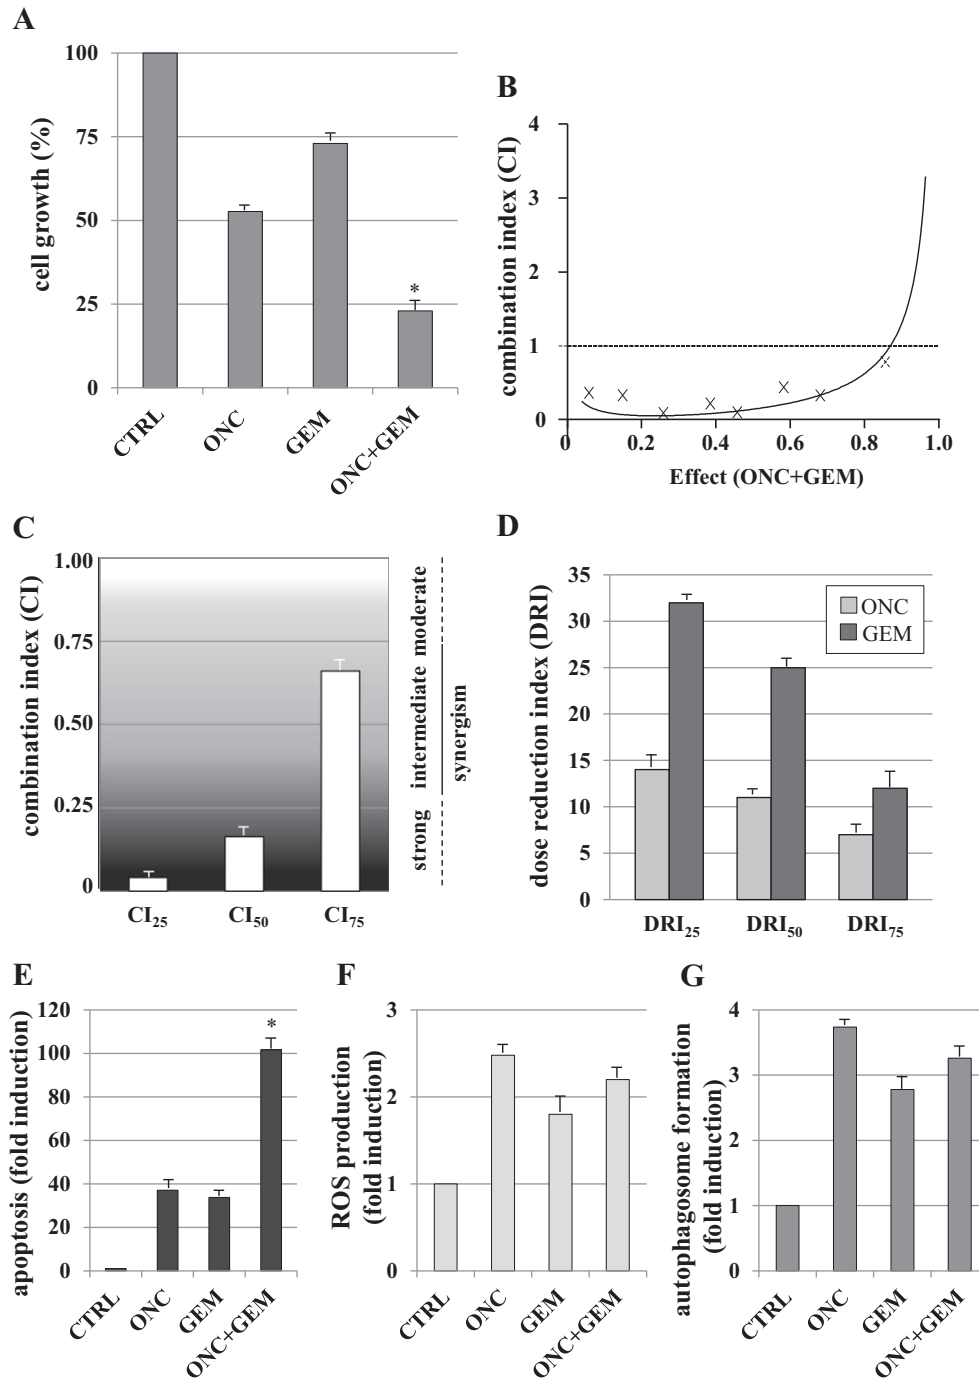 A
cell growth (%)
100
75
50
25
0
CTRL
ONC
GEM
ONC+GEM
*
B
combination index (CI)
4
3
2
1
0
0
0.2
0.4
0.6
0.8
1.0
Effect (ONC+GEM)
C
combination index (CI)
1.00
0.75
0.50
0.25
0
CI25
CI50
CI75
strong intermediate moderate
synergism
D
dose reduction index (DRI)
35
30
25
20
15
10
5
0
ONC
GEM
DRI25
DRI50
DRI75
E
apoptosis (fold induction)
120
100
80
60
40
20
0
*
CTRL
ONC
GEM
ONC+GEM
F
ROS production
(fold induction)
3
2
1
0
CTRL
ONC
GEM
ONC+GEM
G
autophagosome formation
(fold induction)
4
3
2
1
0
CTRL
ONC
GEM
ONC+GEM